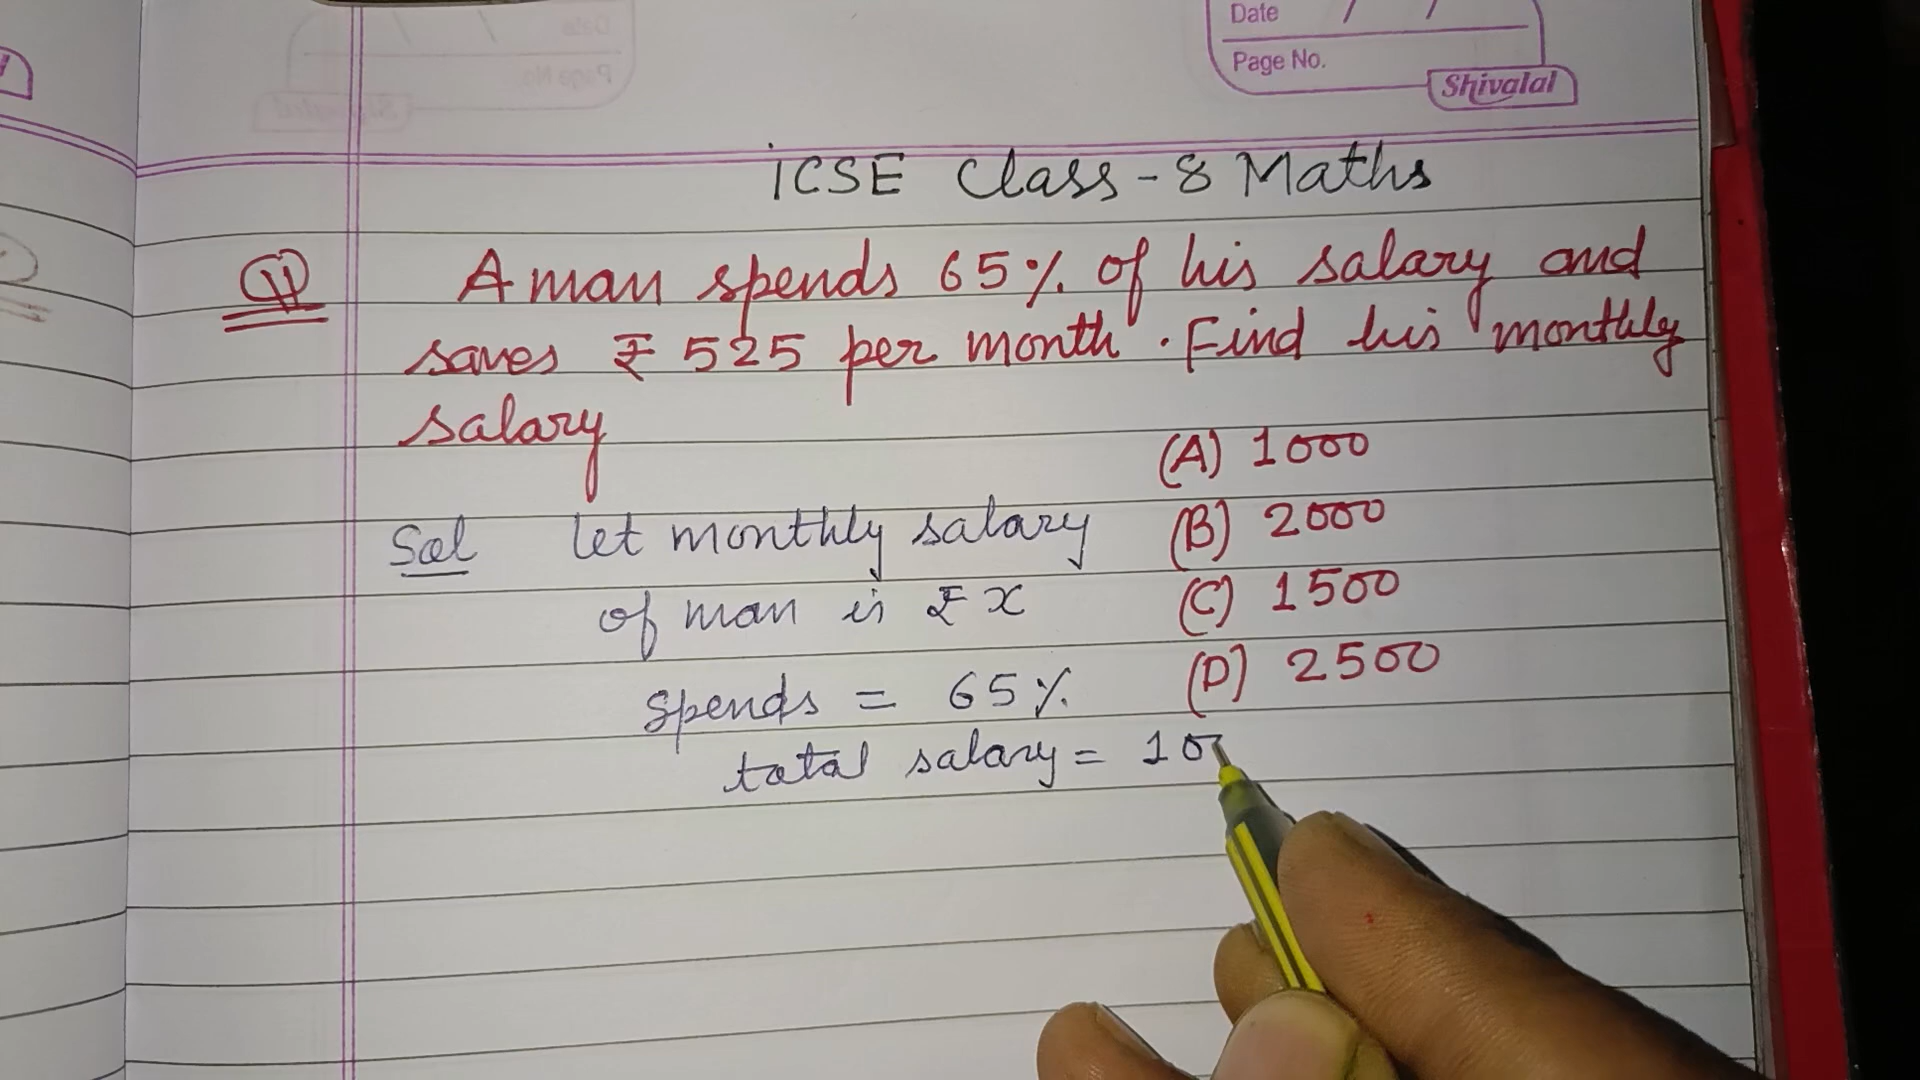 Date / /
Page No.
Shivalal
iCSE Class-8 Maths
Q A man spends 65% of his salary and
saves ₹ 525 per month. Find his monthly
salary
(A) 1000
Sol let monthly salary (B) 2000
of man is ₹ x (C) 1500
spends = 65% (D) 2500
total salary = 10